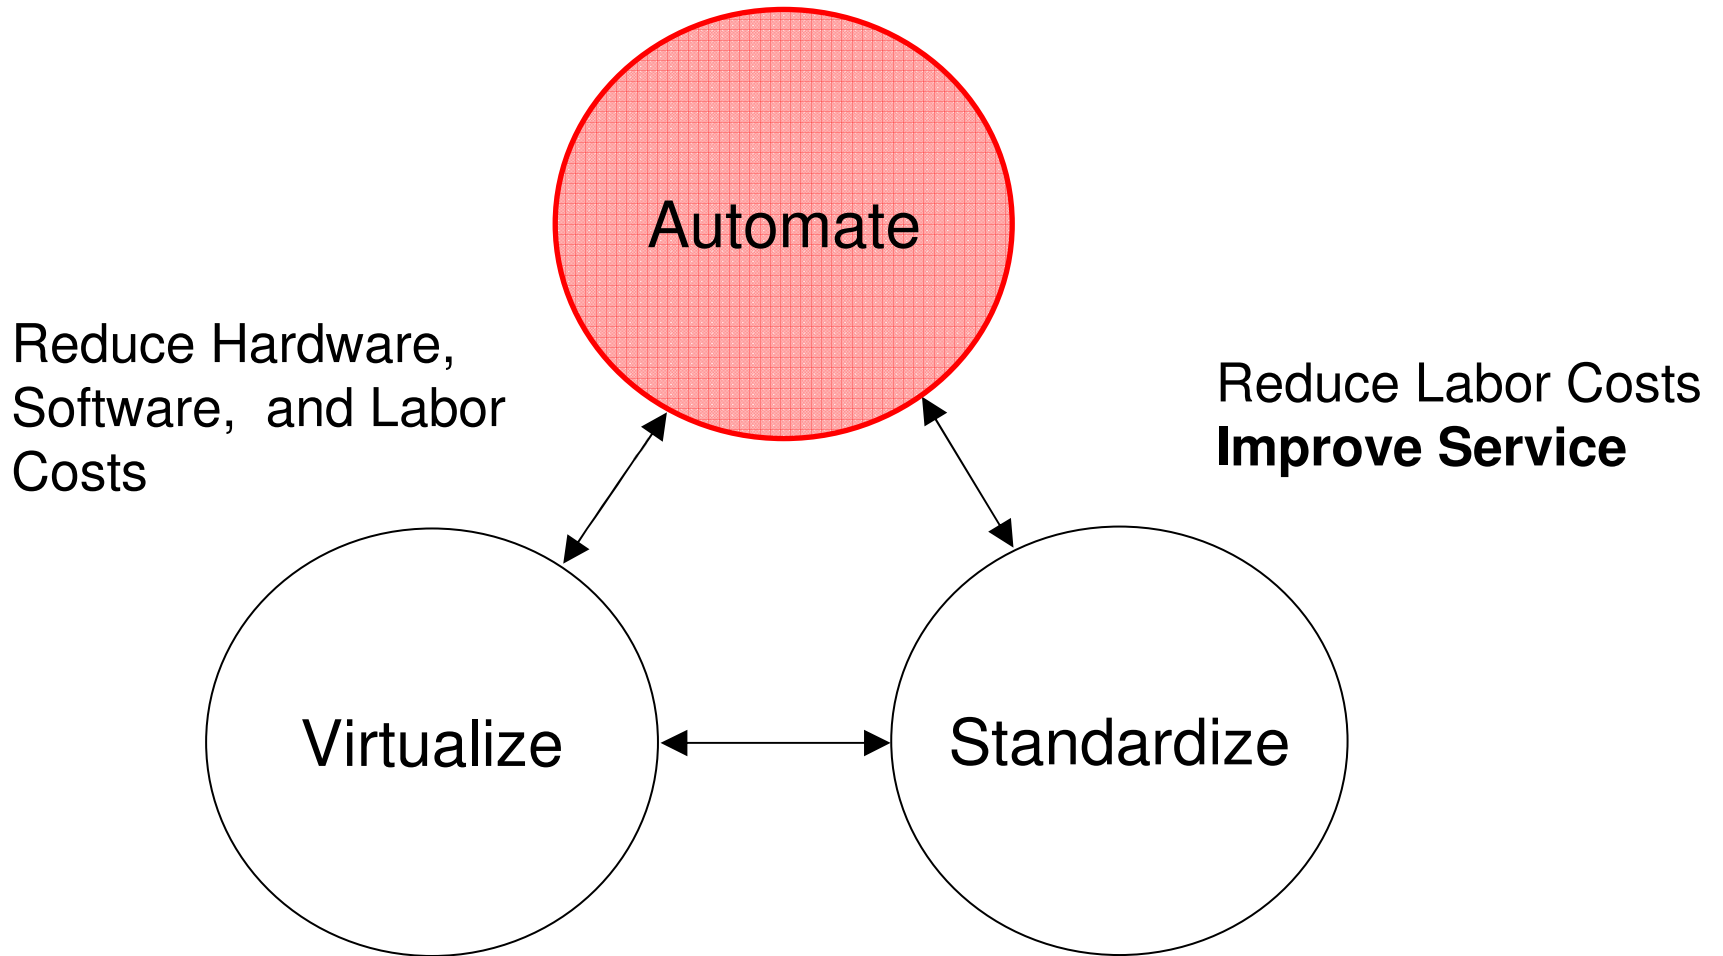 Automate
Reduce Hardware,
Software, and Labor
Costs
Reduce Labor Costs
Improve Service
Virtualize
Standardize